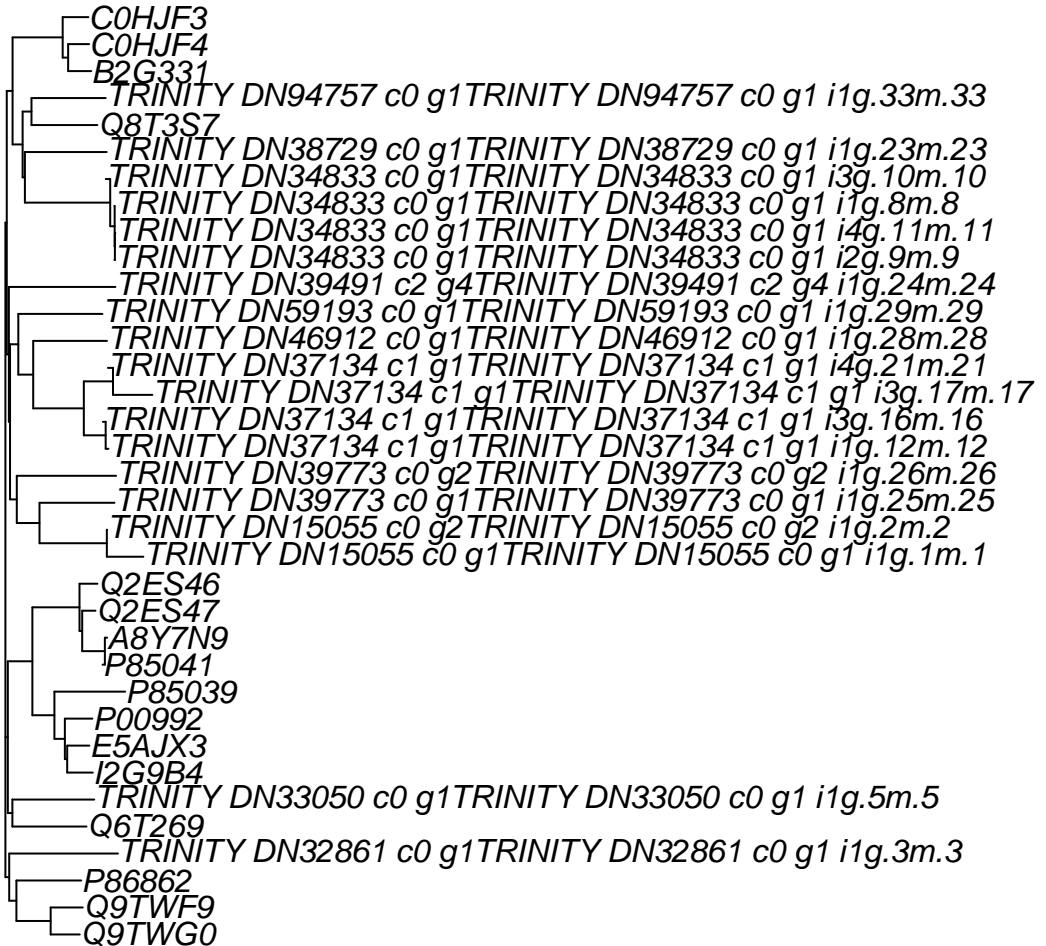 C0HJF3
C0HJF4
B2G331
TRINITY DN94757 c0 g1TRINITY DN94757 c0 g1 i1g.33m.33
Q8T3S7
TRINITY DN38729 c0 g1TRINITY DN38729 c0 g1 i1g.23m.23
TRINITY DN34833 c0 g1TRINITY DN34833 c0 g1 i3g.10m.10
TRINITY DN34833 c0 g1TRINITY DN34833 c0 g1 i1g.8m.8
TRINITY DN34833 c0 g1TRINITY DN34833 c0 g1 i4g.11m.11
TRINITY DN34833 c0 g1TRINITY DN34833 c0 g1 i2g.9m.9
TRINITY DN39491 c2 g4TRINITY DN39491 c2 g4 i1g.24m.24
TRINITY DN59193 c0 g1TRINITY DN59193 c0 g1 i1g.29m.29
TRINITY DN46912 c0 g1TRINITY DN46912 c0 g1 i1g.28m.28
TRINITY DN37134 c1 g1TRINITY DN37134 c1 g1 i4g.21m.21
TRINITY DN37134 c1 g1TRINITY DN37134 c1 g1 i3g.17m.17
TRINITY DN37134 c1 g1TRINITY DN37134 c1 g1 i3g.16m.16
TRINITY DN37134 c1 g1TRINITY DN37134 c1 g1 i1g.12m.12
TRINITY DN39773 c0 g2TRINITY DN39773 c0 g2 i1g.26m.26
TRINITY DN39773 c0 g1TRINITY DN39773 c0 g1 i1g.25m.25
TRINITY DN15055 c0 g2TRINITY DN15055 c0 g2 i1g.2m.2
TRINITY DN15055 c0 g1TRINITY DN15055 c0 g1 i1g.1m.1
Q2ES46
Q2ES47
A8Y7N9
P85041
P85039
P00992
E5AJX3
I2G9B4
TRINITY DN33050 c0 g1TRINITY DN33050 c0 g1 i1g.5m.5
Q6T269
TRINITY DN32861 c0 g1TRINITY DN32861 c0 g1 i1g.3m.3
P86862
Q9TWF9
Q9TWG0